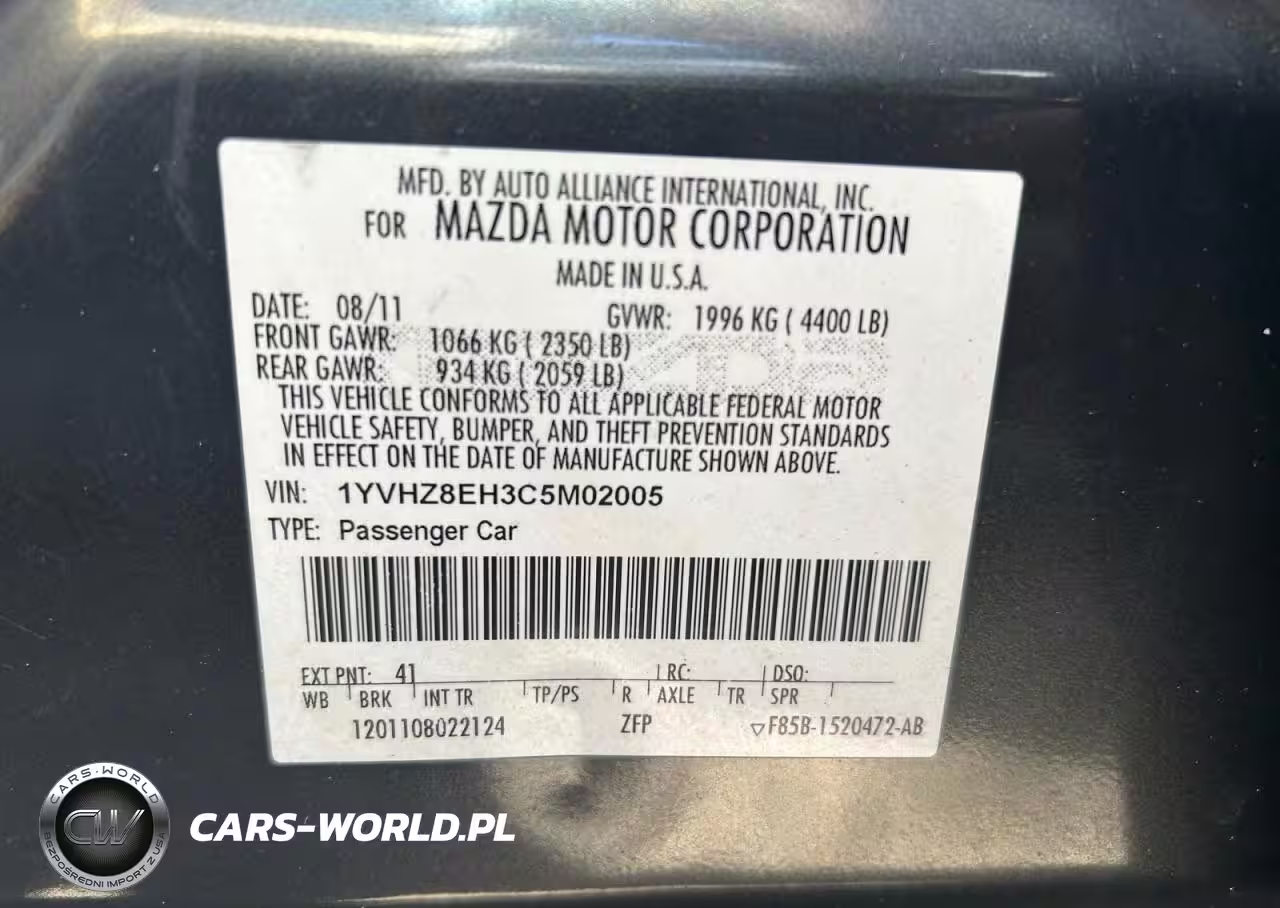 MFD. BY AUTO ALLIANCE INTERNATIONAL, INC.
FOR MAZDA MOTOR CORPORATION
MADE IN U.S.A.
DATE: 08/11 GVWR: 1996 KG ( 4400 LB)
FRONT GAWR: 1066 KG ( 2350 LB)
REAR GAWR: 934 KG ( 2059 LB)
THIS VEHICLE CONFORMS TO ALL APPLICABLE FEDERAL MOTOR
VEHICLE SAFETY, BUMPER, AND THEFT PREVENTION STANDARDS
IN EFFECT ON THE DATE OF MANUFACTURE SHOWN ABOVE.
VIN: 1YVHZ8EH3C5M02005
TYPE: Passenger Car
EXT PNT: 41 RC: DSO:
WB BRK INT TR TP/PS R AXLE TR SPR
1201108022124 ZFP ▽F85B-1520472-AB
CARS-WORLD
CW
BEZPOŚREDNI IMPORT Z USA
CARS-WORLD.PL